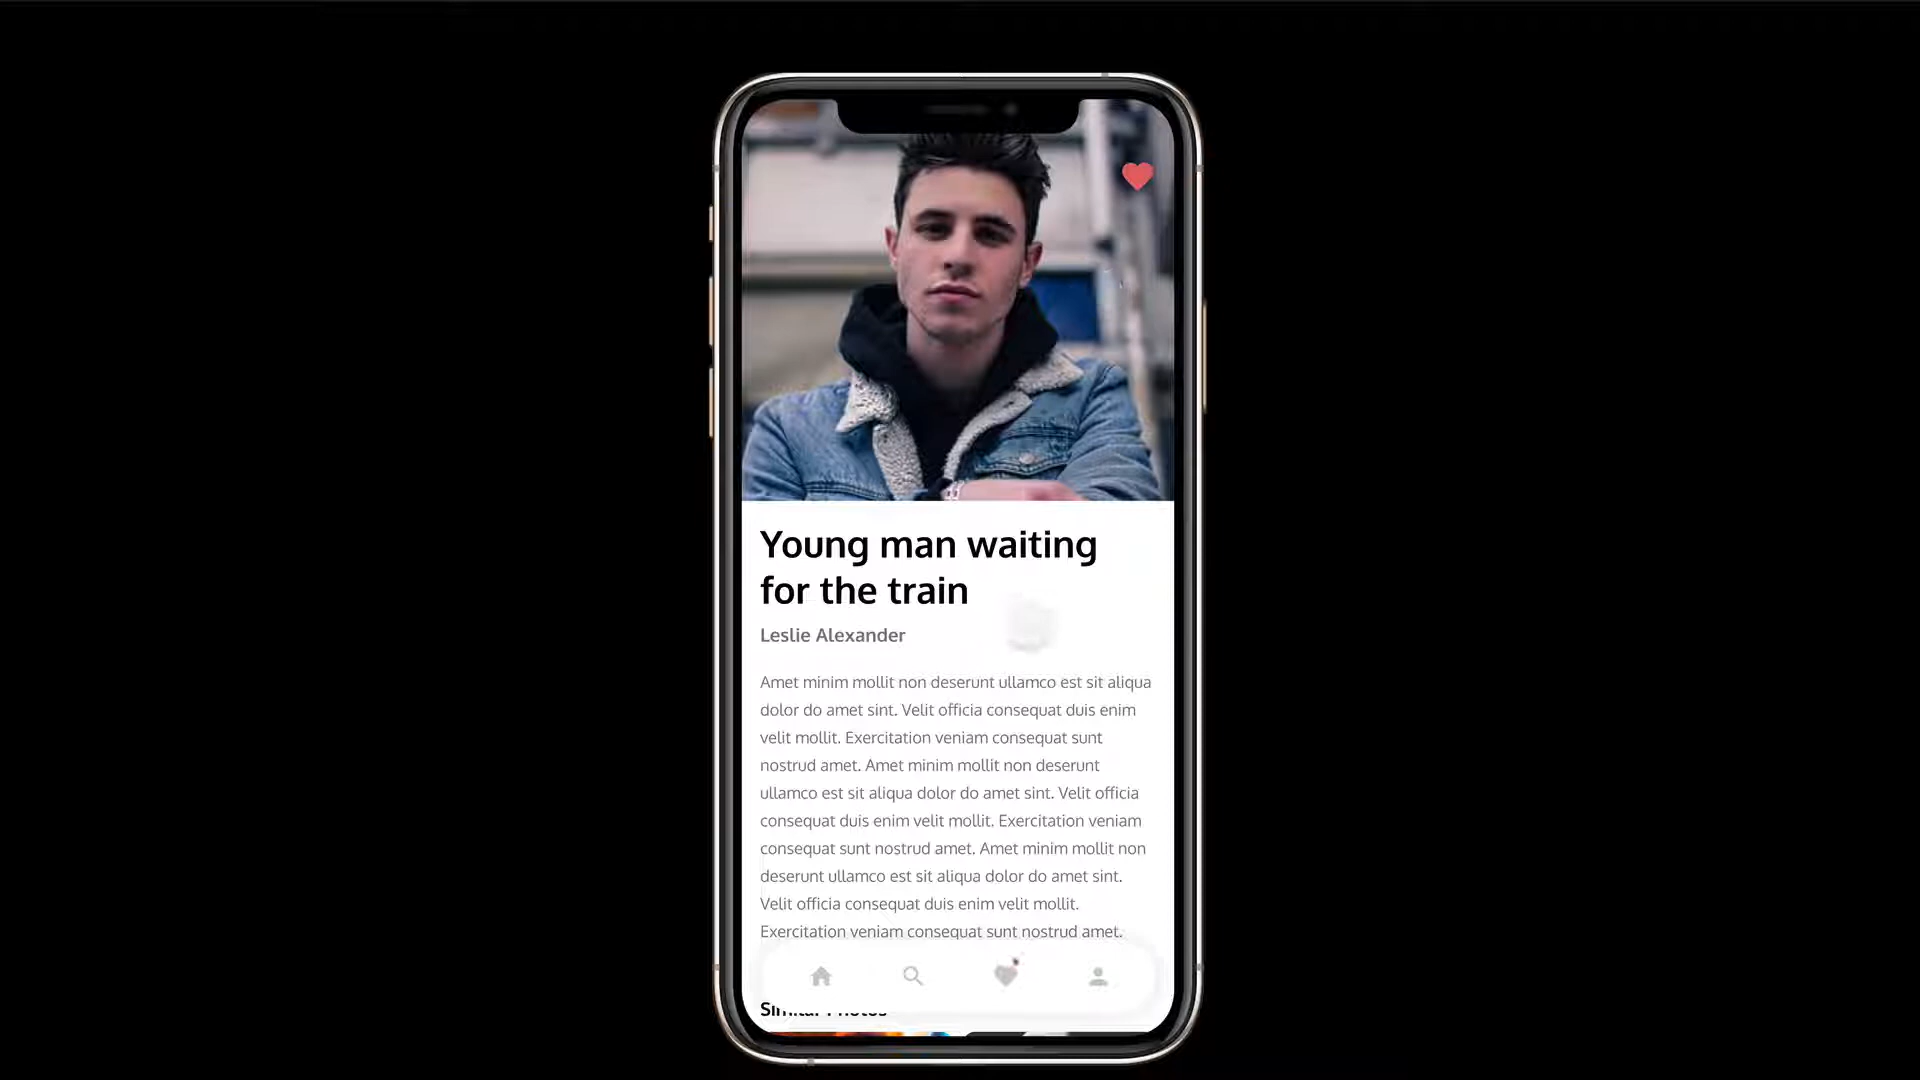 Young man waiting
for the train
Leslie Alexander
Amet minim mollit non deserunt ullamco est sit aliqua
dolor do amet sint. Velit officia consequat duis enim
velit mollit. Exercitation veniam consequat sunt
nostrud amet. Amet minim mollit non deserunt
ullamco est sit aliqua dolor do amet sint. Velit officia
consequat duis enim velit mollit. Exercitation veniam
consequat sunt nostrud amet. Amet minim mollit non
deserunt ullamco est sit aliqua dolor do amet sint.
Velit officia consequat duis enim velit mollit.
Exercitation veniam consequat sunt nostrud amet.
Similar Photos